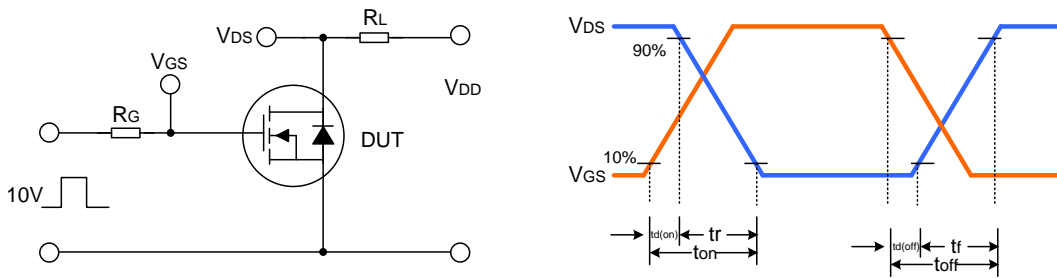 VDS
RL
VGS
RG
VDD
DUT
10V
VDS
90%
10%
VGS
td(on)
tr
ton
td(off)
tf
toff